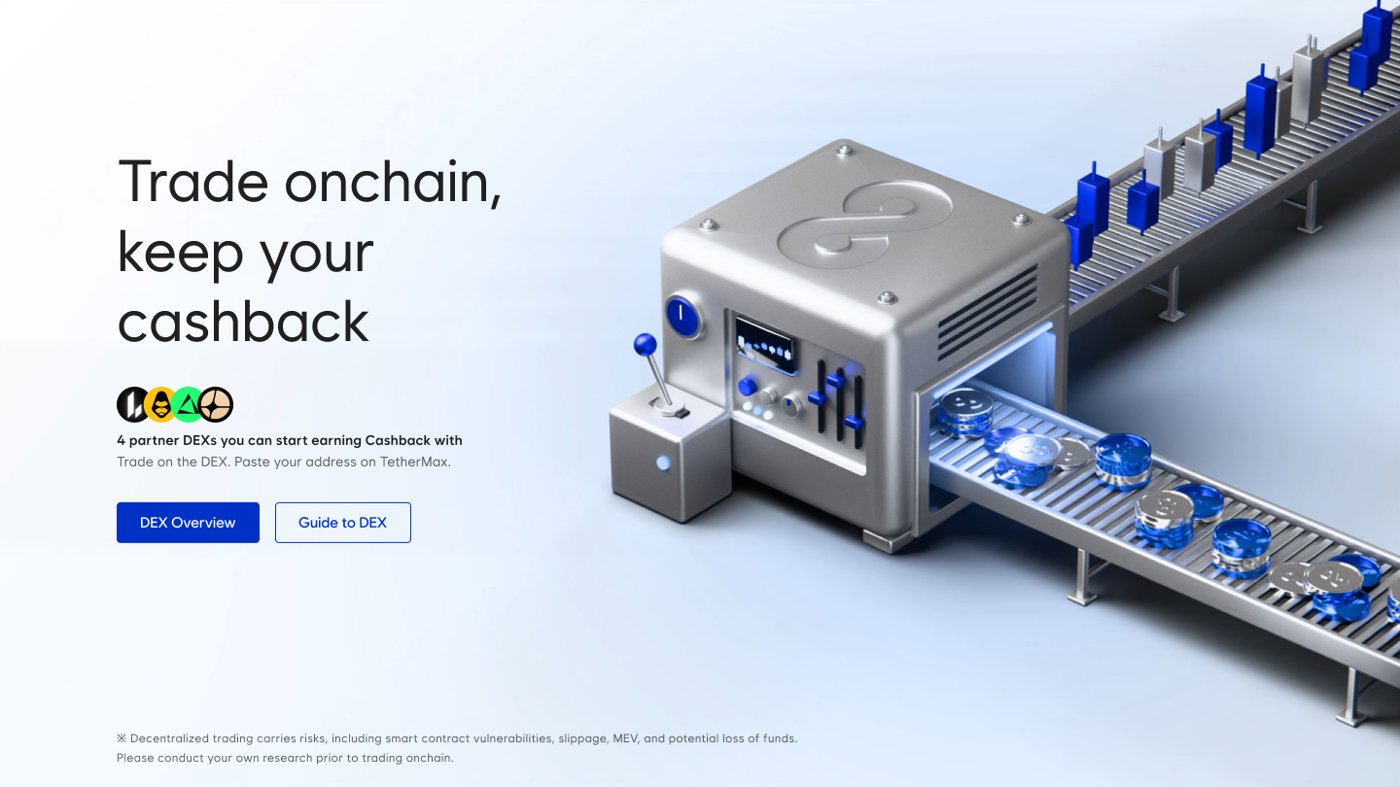 Trade onchain,
keep your
cashback
4 partner DEXs you can start earning Cashback with
Trade on the DEX. Paste your address on TetherMax.
DEX Overview
Guide to DEX
※ Decentralized trading carries risks, including smart contract vulnerabilities, slippage, MEV, and potential loss of funds.
Please conduct your own research prior to trading onchain.